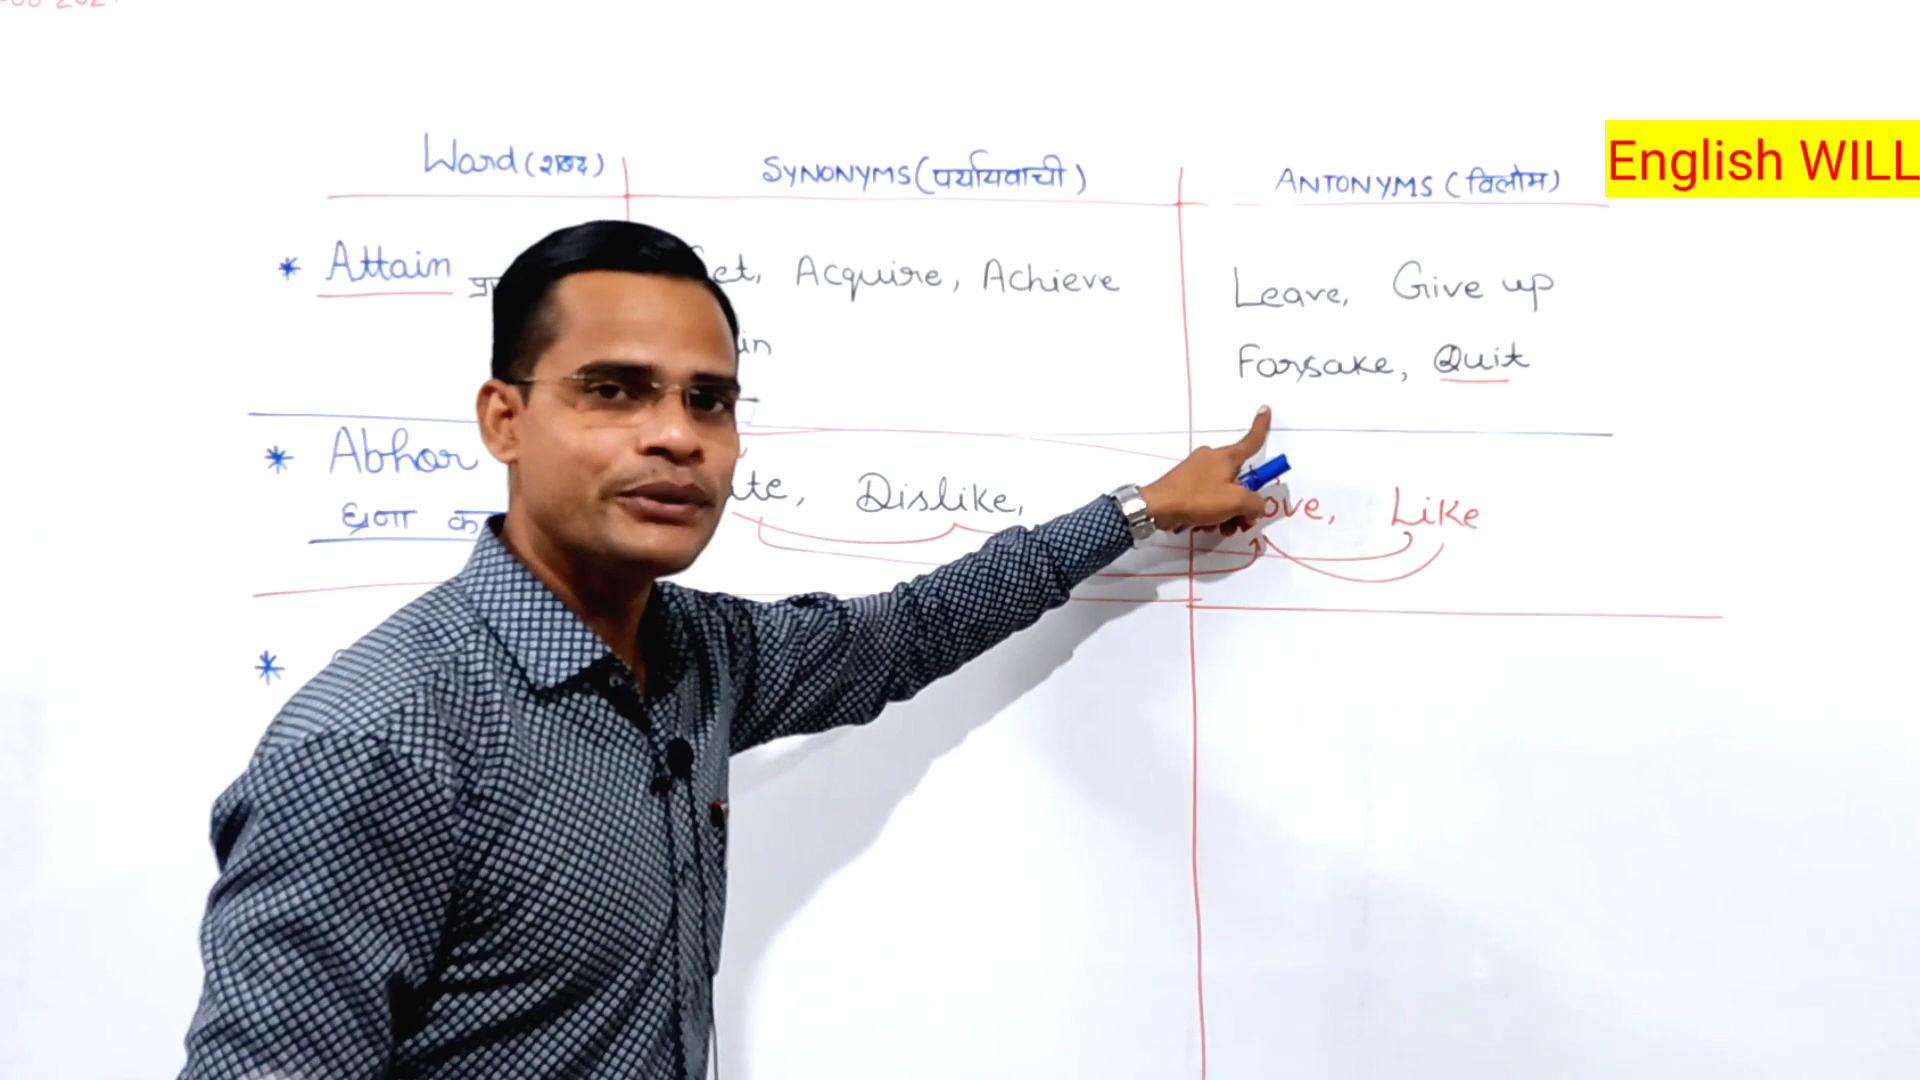 Word (शब्द)
SYNONYMS (पर्यायवाची)
ANTONYMS (विलोम)
English WILL
* Attain
Acquire, Achieve
Leave, Give up
Forsake, Quit
* Abhor
Dislike,
Like
घृणा
*